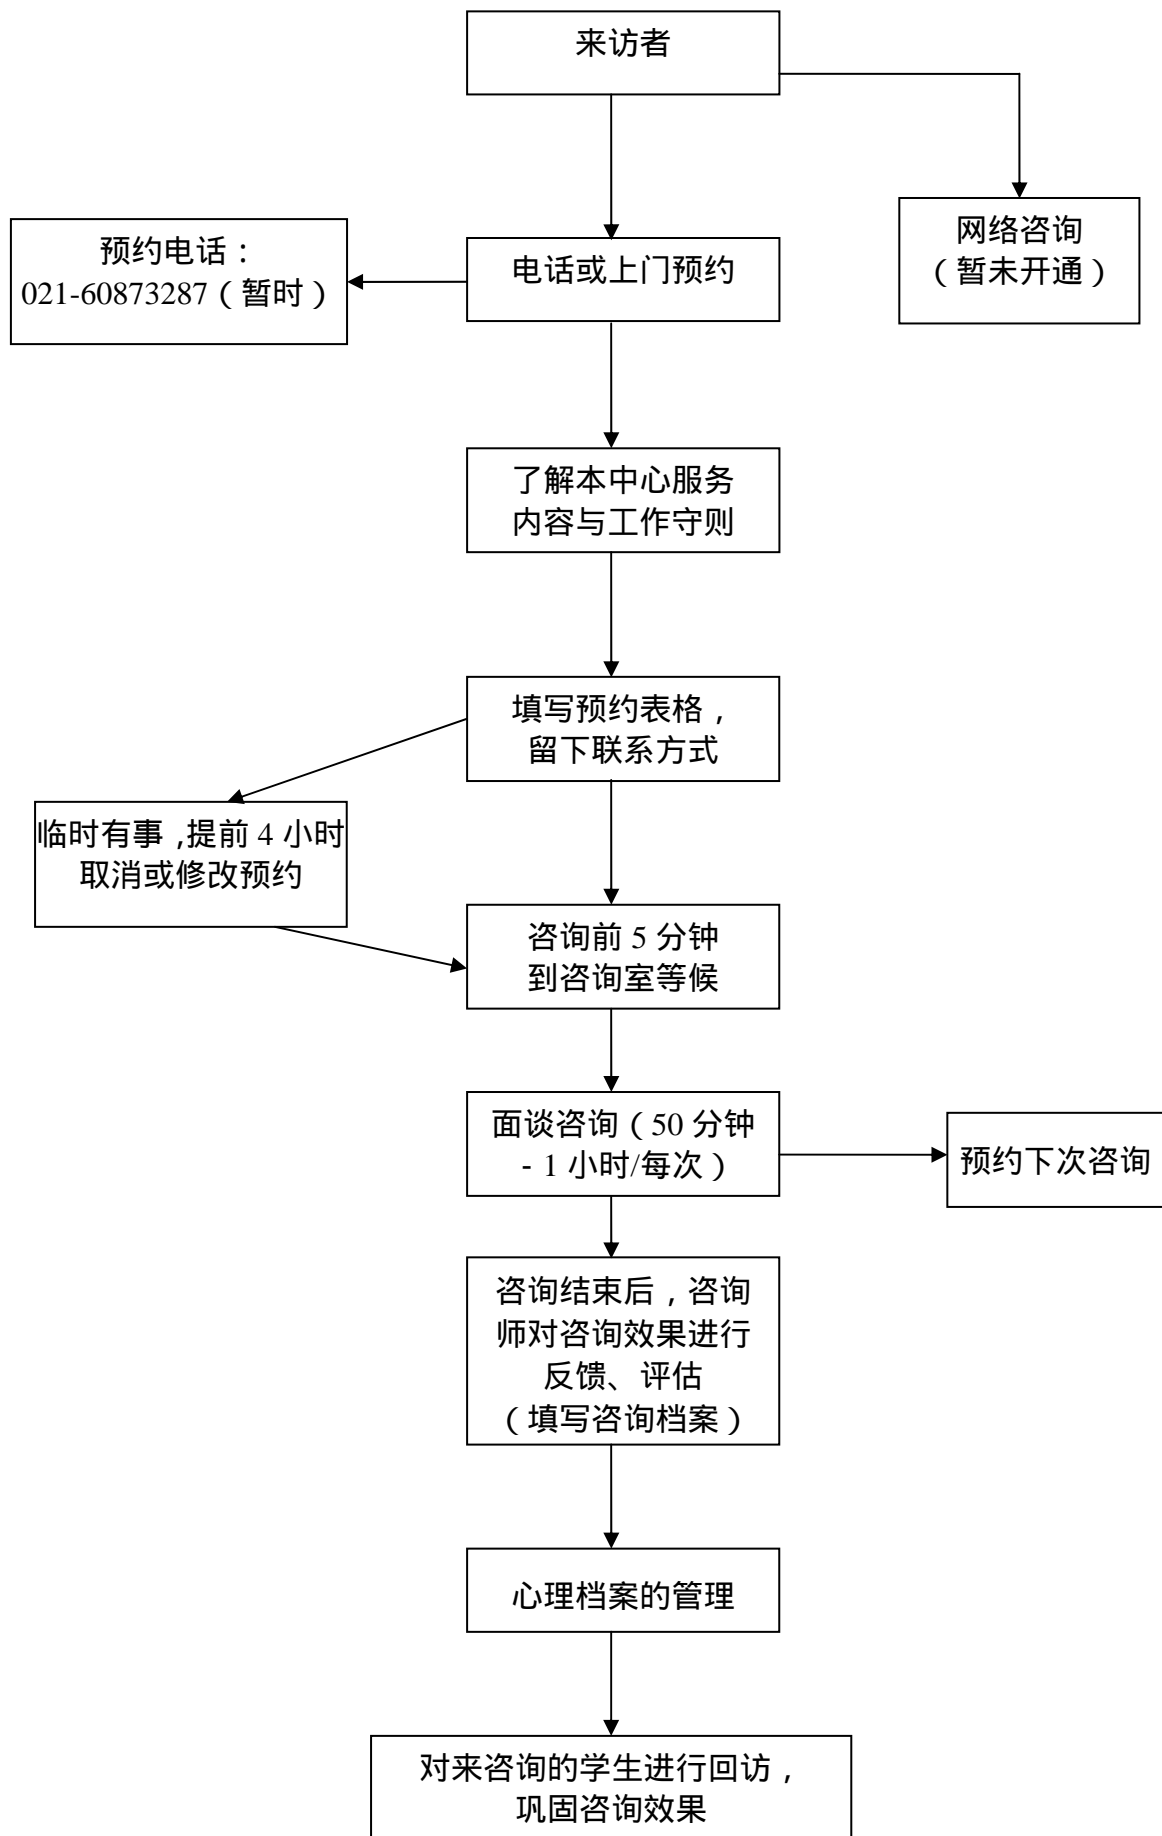 来访者
网络咨询
（暂未开通）
预约电话：
021-60873287（暂时）
电话或上门预约
了解本中心服务
内容与工作守则
填写预约表格，
留下联系方式
临时有事,提前 4 小时
取消或修改预约
咨询前 5 分钟
到咨询室等候
面谈咨询（50 分钟
- 1 小时/每次）
预约下次咨询
咨询结束后，咨询
师对咨询效果进行
反馈、评估
（填写咨询档案）
心理档案的管理
对来咨询的学生进行回访，
巩固咨询效果